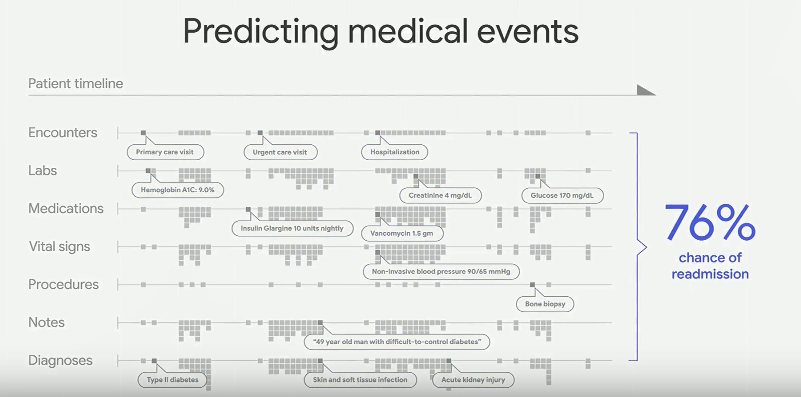 Predicting medical events
Patient timeline
Encounters
Primary care visit
Urgent care visit
Hospitalization
Labs
Hemoglobin A1C: 9.0%
Creatinine 4 mg/dL
Glucose 170 mg/dL
Medications
Insulin Glargine 10 units nightly
Vancomycin 1.5 gm
Vital signs
Non-invasive blood pressure 90/65 mmHg
Procedures
Bone biopsy
Notes
"49 year old man with difficult-to-control diabetes"
Diagnoses
Type II diabetes
Skin and soft tissue infection
Acute kidney injury
76%
chance of
readmission